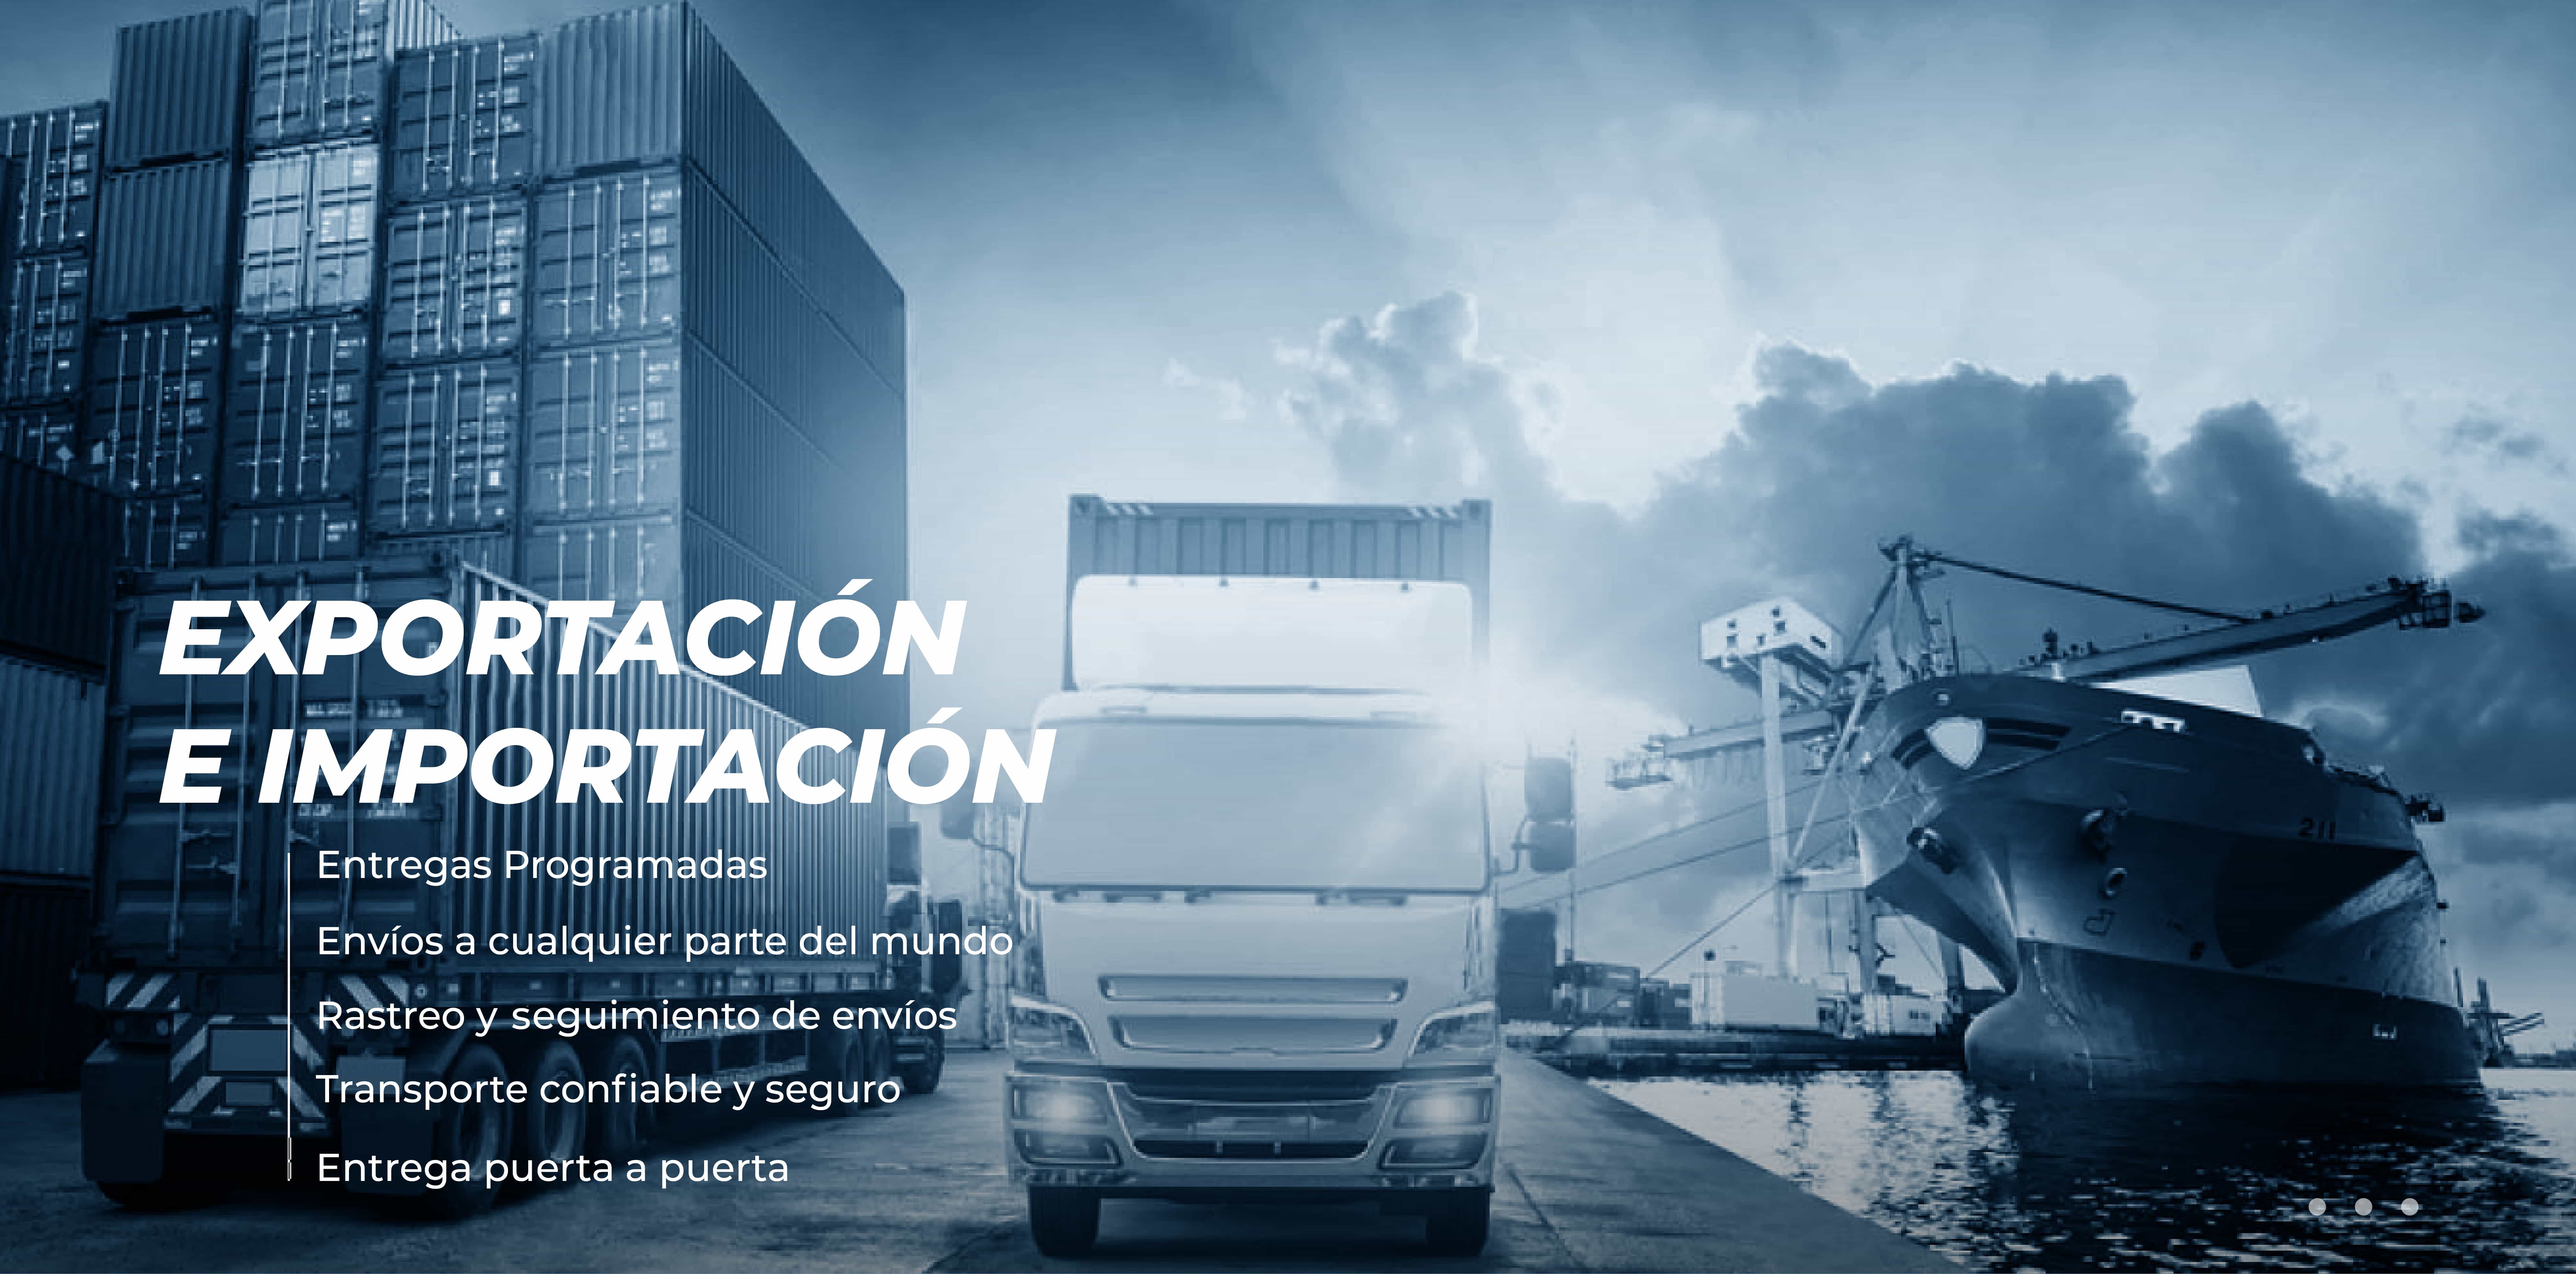 EXPORTACIÓN
E IMPORTACIÓN
Entregas Programadas
Envíos a cualquier parte del mundo
Rastreo y seguimiento de envíos
Transporte confiable y seguro
Entrega puerta a puerta
211